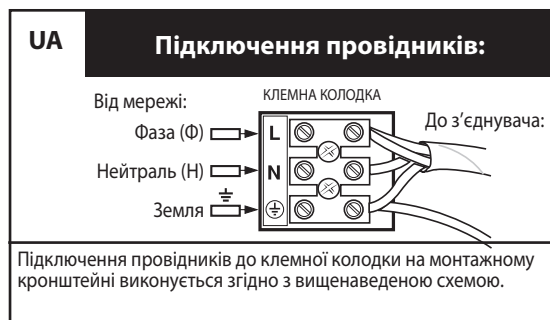 UA
Підключення провідників:
Від мережі:
КЛЕМНА КОЛОДКА
До з’єднувача:
Фаза (Ф)
L
Нейтраль (Н)
N
Земля
Підключення провідників до клемної колодки на монтажному
кронштейні виконується згідно з вищенаведеною схемою.